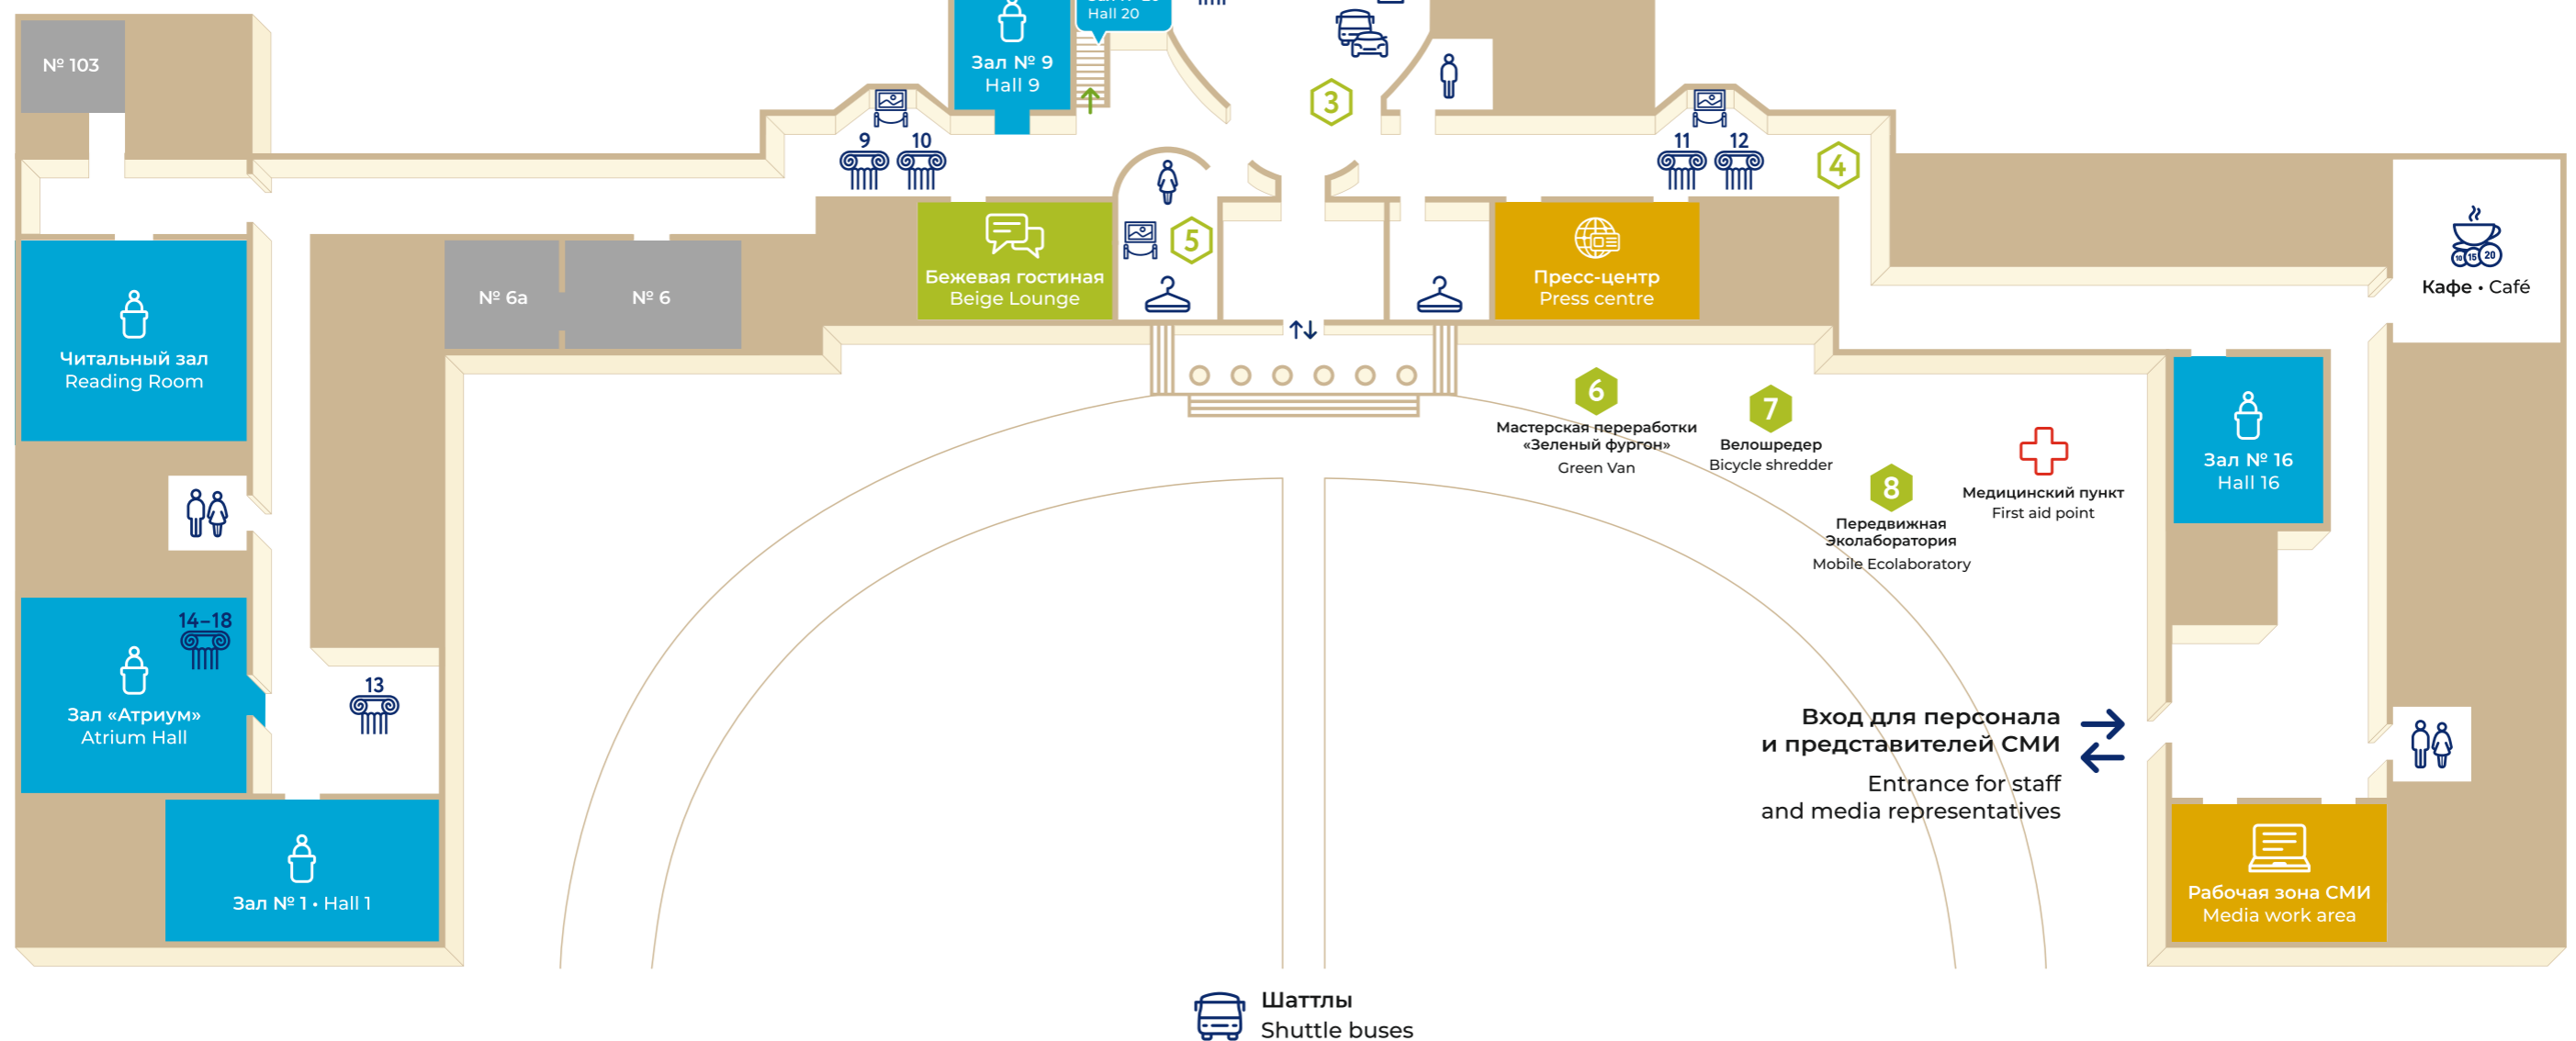 Hall 20
№ 103
Зал № 9
Hall 9
3
9
10
11
12
4
5
Бежевая гостиная
Beige Lounge
Пресс-центр
Press centre
10 15 20
Кафе • Café
№ 6а
№ 6
Читальный зал
Reading Room
6
Мастерская переработки
«Зеленый фургон»
Green Van
7
Велошредер
Bicycle shredder
8
Передвижная
Эколаборатория
Mobile Ecolaboratory
Медицинский пункт
First aid point
Зал № 16
Hall 16
14–18
Зал «Атриум»
Atrium Hall
13
Вход для персонала
и представителей СМИ
Entrance for staff
and media representatives
Зал № 1 • Hall 1
Рабочая зона СМИ
Media work area
Шаттлы
Shuttle buses